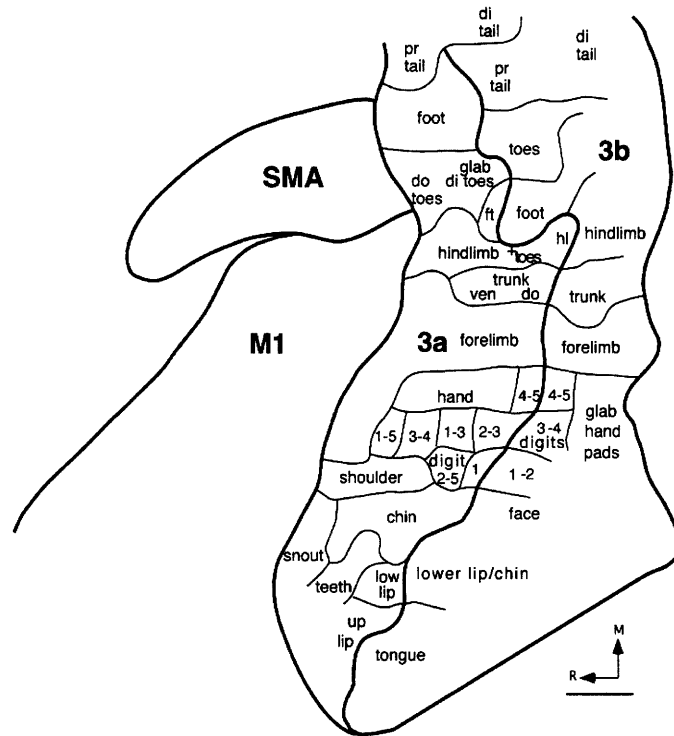 di
tail
di
tail
pr
tail
pr
tail
foot
toes
3b
SMA
glab
do di toes
toes
ft
foot
hl
hindlimb
hindlimb
+toes
trunk
ven do
trunk
M1
3a
forelimb
forelimb
hand
4-5
4-5
glab
hand
pads
1-5
3-4
1-3
2-3
3-4
digits
digit
2-5
1
1-2
shoulder
chin
face
snout
teeth
low
lip
lower lip/chin
up
lip
tongue
M
R